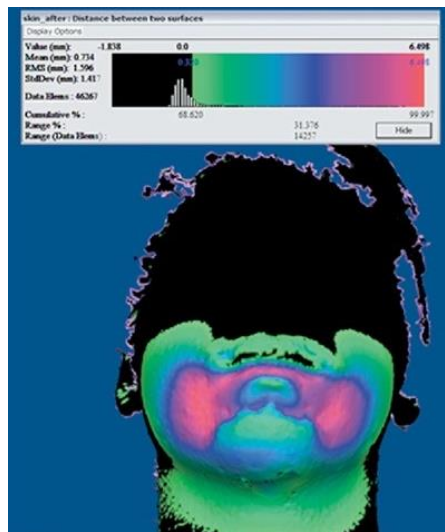 skin_after : Distance between two surfaces
Display Options
Value (mm): -1.838 0.0 6.498
Mean (mm): 0.734
RMS (mm): 1.596
StdDev (mm): 1.417
Data Elems : 46267
Cumulative % : 68.620 99.997
Range % : 31.376
Range (Data Elems) : 14257
Hide